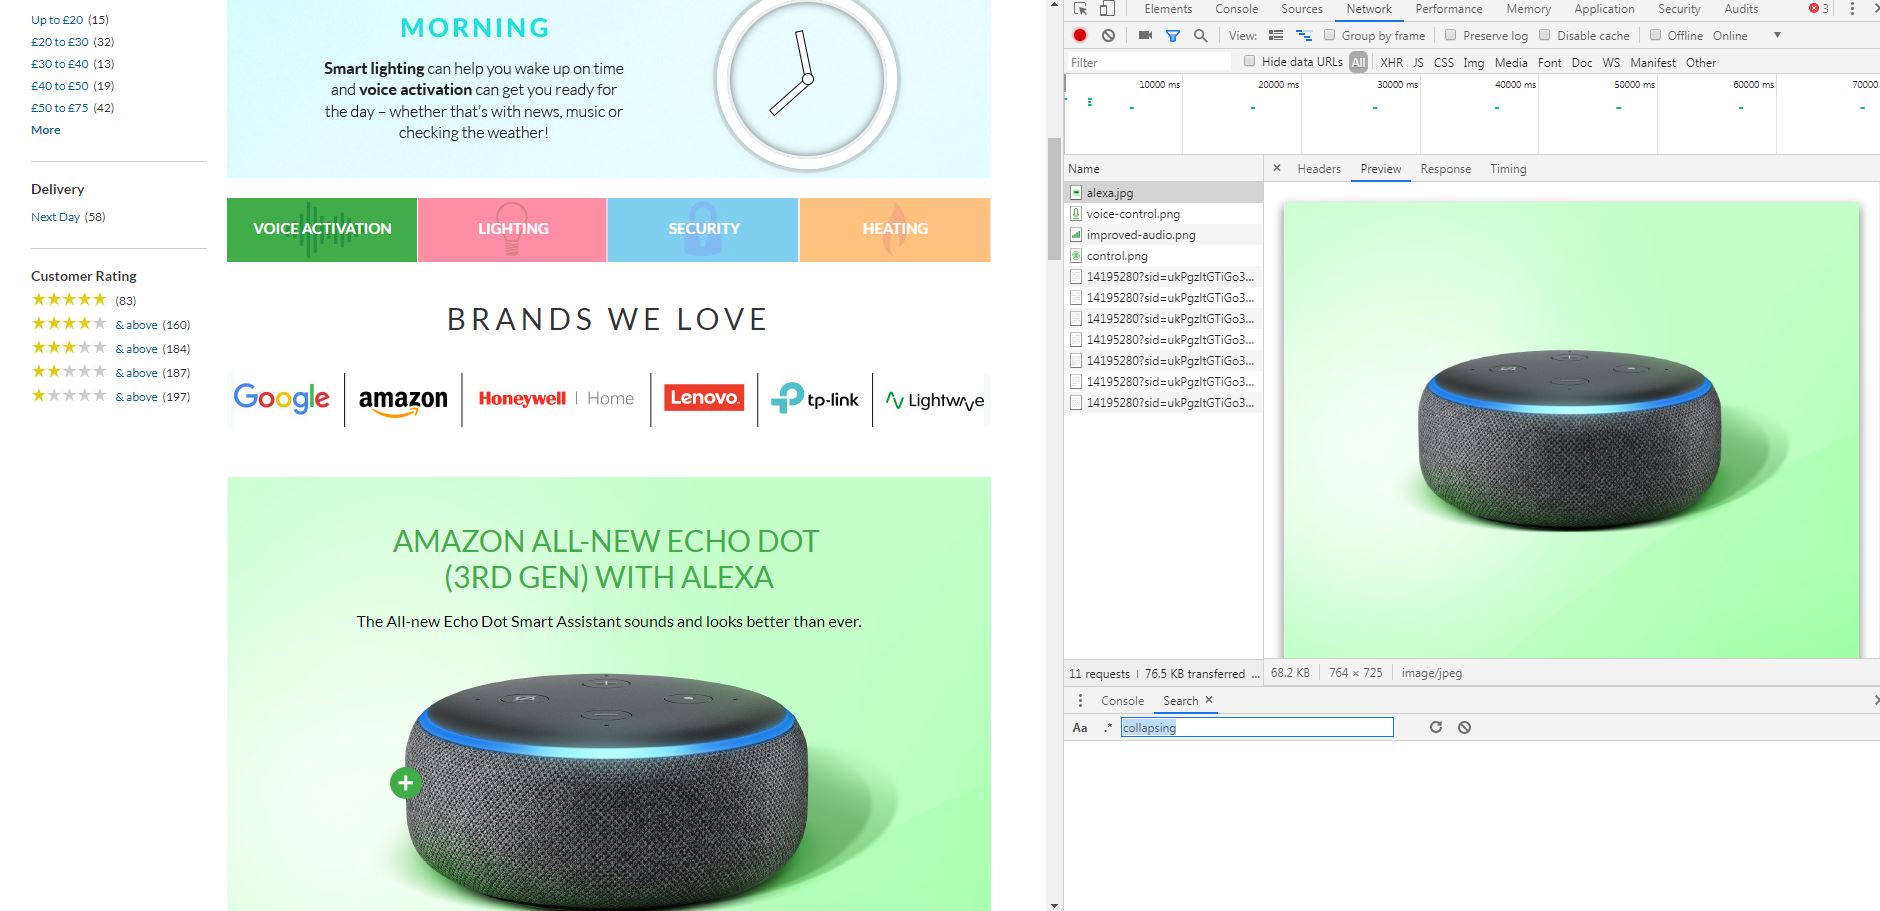 Up to £20 (15)
£20 to £30 (32)
£30 to £40 (13)
£40 to £50 (19)
£50 to £75 (42)
More
Delivery
Next Day (58)
Customer Rating
(83)
& above (160)
& above (184)
& above (187)
& above (197)
MORNING
Smart lighting can help you wake up on time
and voice activation can get you ready for
the day – whether that's with news, music or
checking the weather!
VOICE ACTIVATION
LIGHTING
SECURITY
HEATING
BRANDS WE LOVE
Google
amazon
Honeywell | Home
Lenovo
tp-link
Lightwave
AMAZON ALL-NEW ECHO DOT
(3RD GEN) WITH ALEXA
The All-new Echo Dot Smart Assistant sounds and looks better than ever.
Elements Console Sources Network Performance Memory Application Security Audits 3
View: Group by frame Preserve log Disable cache Offline Online
Filter Hide data URLs All XHR JS CSS Img Media Font Doc WS Manifest Other
10000 ms 20000 ms 30000 ms 40000 ms 50000 ms 60000 ms 70000
Name
Headers Preview Response Timing
alexa.jpg
voice-control.png
improved-audio.png
control.png
14195280?sid=ukPgzltGTiGo3...
14195280?sid=ukPgzltGTiGo3...
14195280?sid=ukPgzltGTiGo3...
14195280?sid=ukPgzltGTiGo3...
14195280?sid=ukPgzltGTiGo3...
14195280?sid=ukPgzltGTiGo3...
14195280?sid=ukPgzltGTiGo3...
11 requests | 76.5 KB transferred ...
68.2 KB 764 × 725 image/jpeg
Console Search
Aa .* collapsing